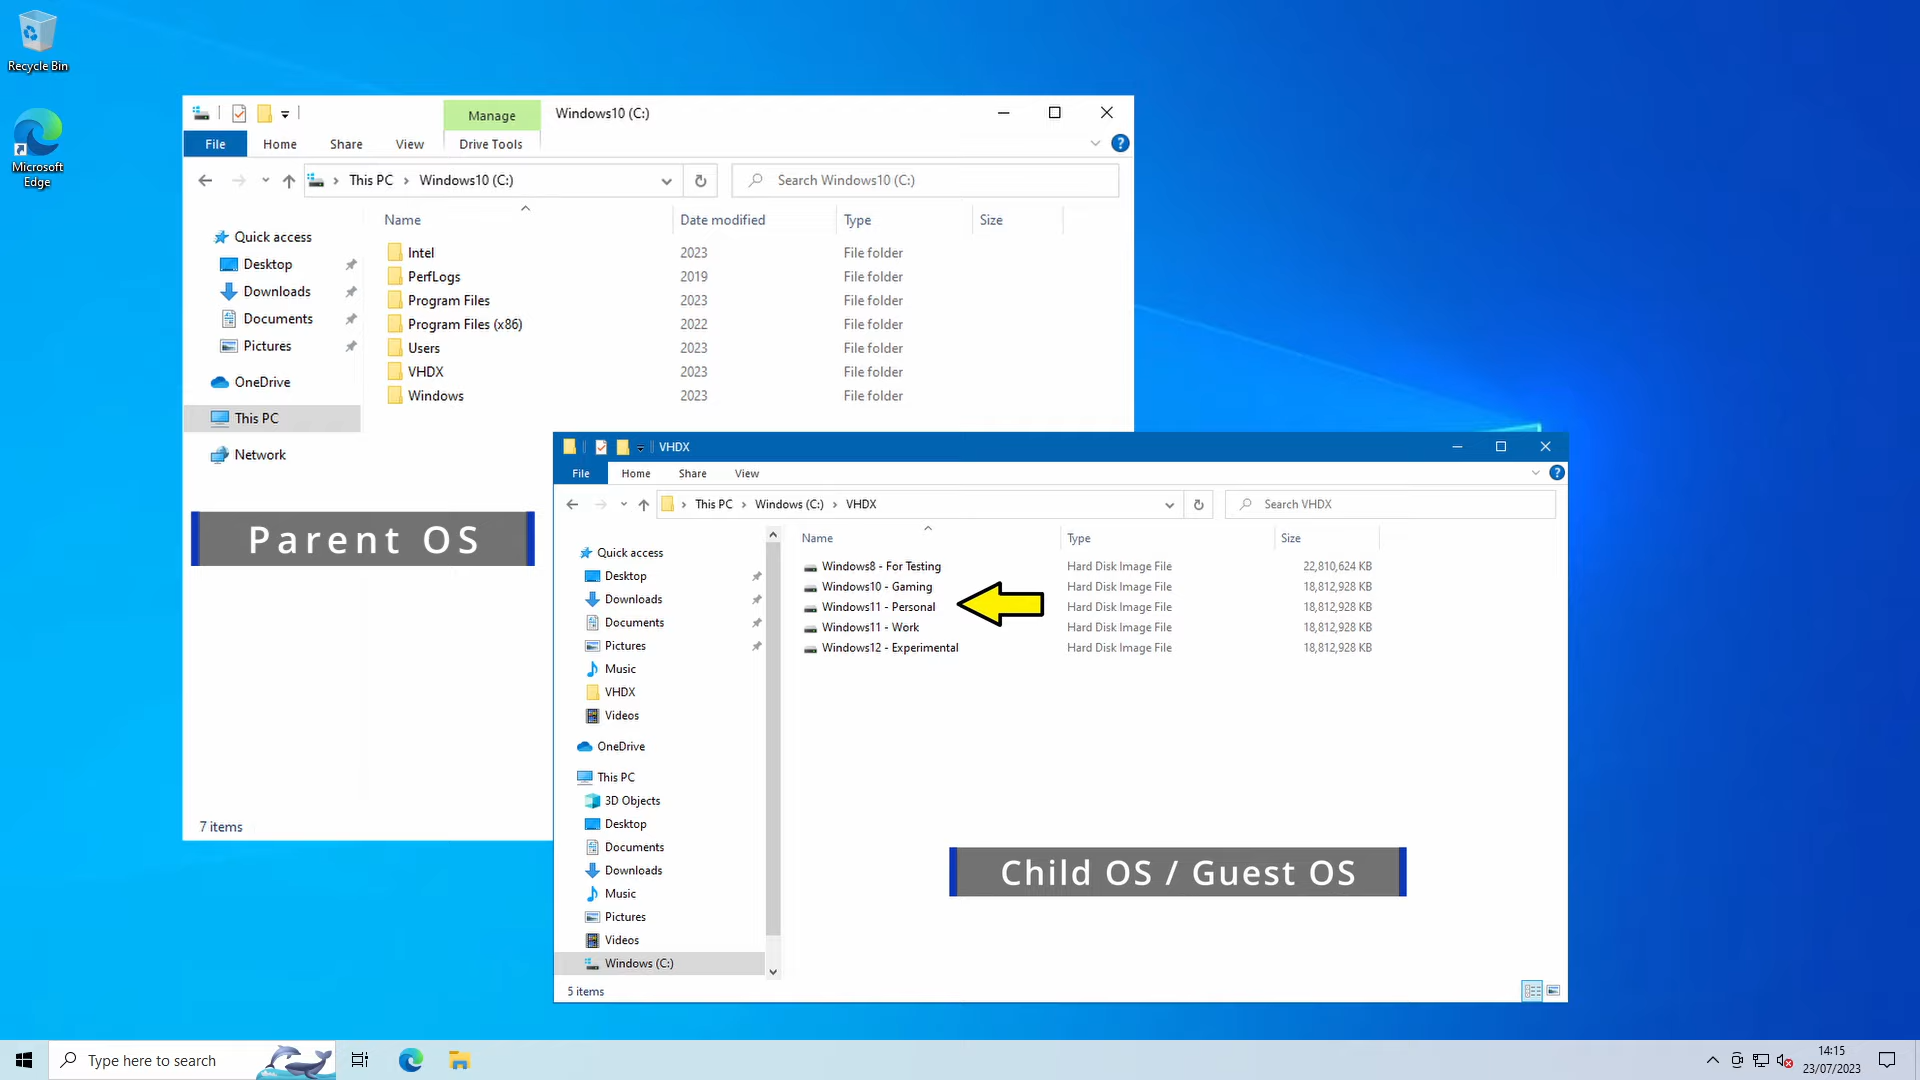 Recycle Bin
Microsoft
Edge
Manage
Windows10 (C:)
File Home Share View Drive Tools
This PC Windows10 (C:)
Search Windows10 (C:)
Name Date modified Type Size
Quick access
Desktop
Downloads
Documents
Pictures
OneDrive
This PC
Network
Intel 2023 File folder
PerfLogs 2019 File folder
Program Files 2023 File folder
Program Files (x86) 2022 File folder
Users 2023 File folder
VHDX 2023 File folder
Windows 2023 File folder
Parent OS
7 items
VHDX
File Home Share View
This PC Windows (C:) VHDX
Search VHDX
Name Type Size
Quick access
Desktop
Downloads
Documents
Pictures
Music
VHDX
Videos
OneDrive
This PC
3D Objects
Desktop
Documents
Downloads
Music
Pictures
Videos
Windows (C:)
Windows8 - For Testing Hard Disk Image File 22,810,624 KB
Windows10 - Gaming Hard Disk Image File 18,812,928 KB
Windows11 - Personal Hard Disk Image File 18,812,928 KB
Windows11 - Work Hard Disk Image File 18,812,928 KB
Windows12 - Experimental Hard Disk Image File 18,812,928 KB
Child OS / Guest OS
5 items
Type here to search
14:15
23/07/2023